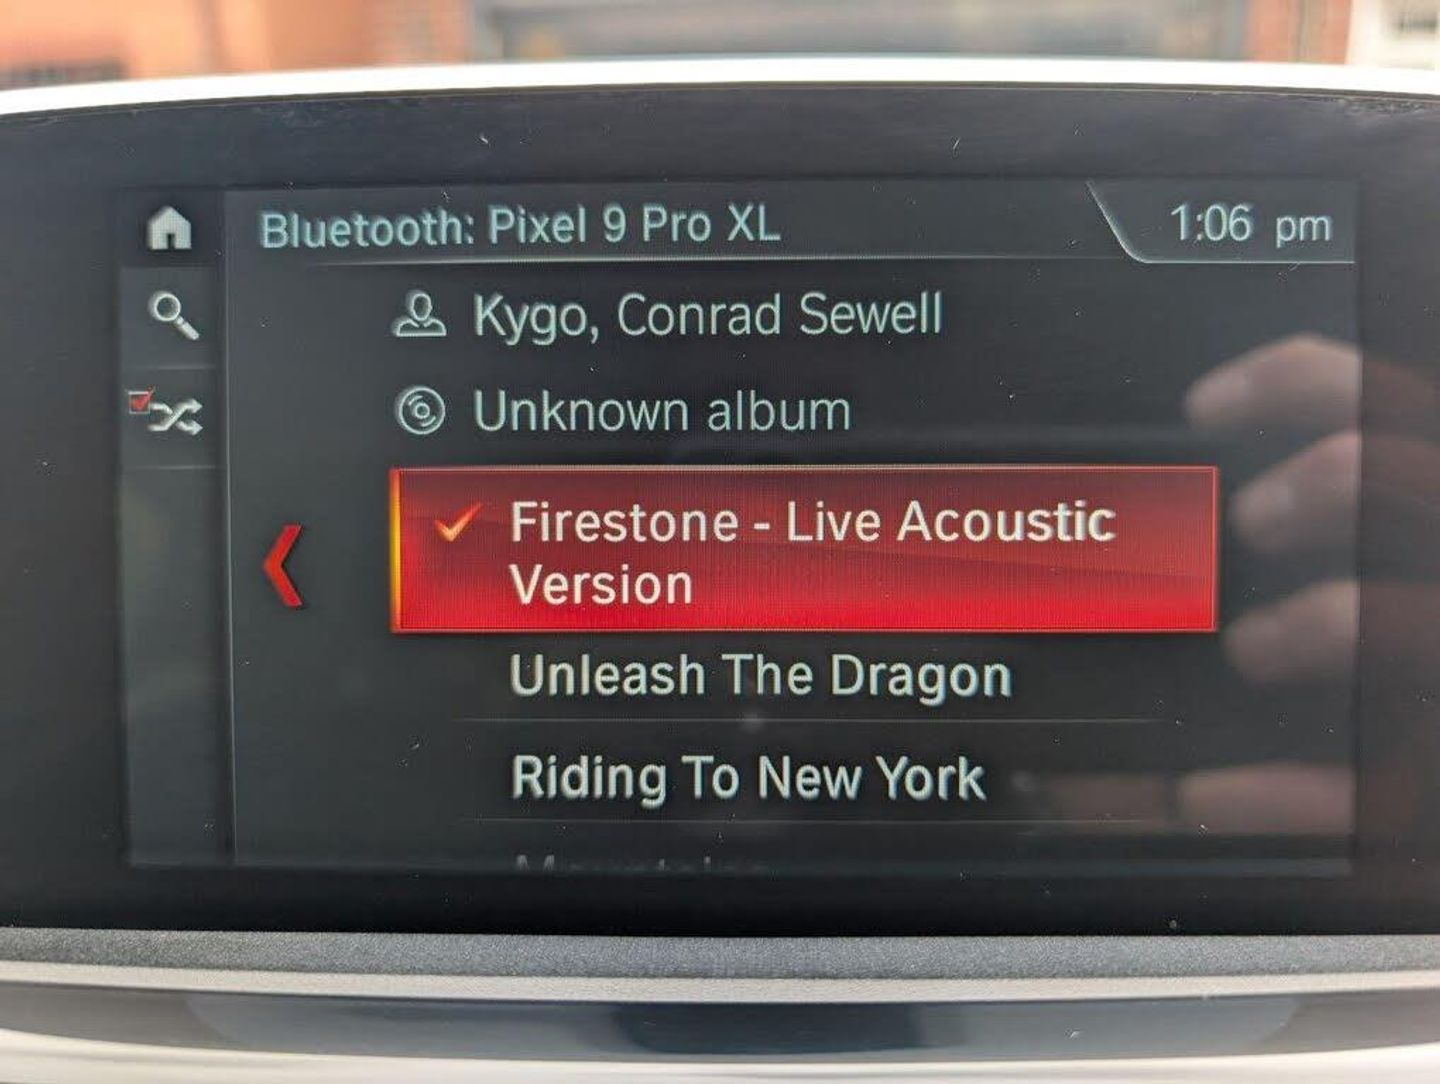 Bluetooth: Pixel 9 Pro XL
1:06 pm
Kygo, Conrad Sewell
Unknown album
Firestone - Live Acoustic
Version
Unleash The Dragon
Riding To New York